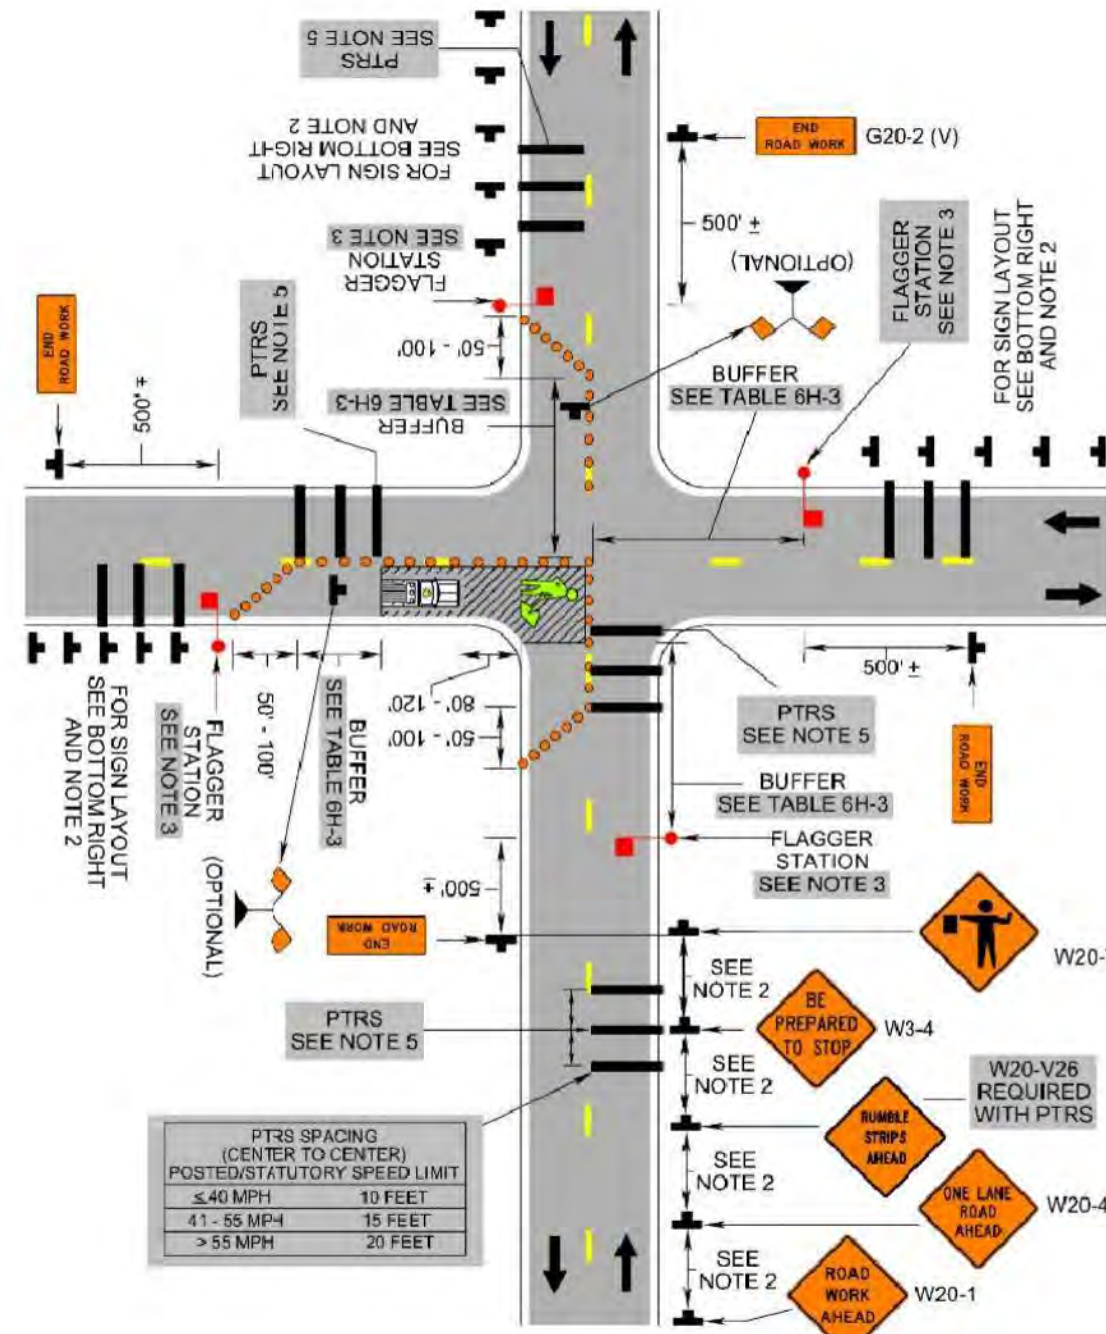 PTRS
SEE NOTE 5
FOR SIGN LAYOUT
SEE BOTTOM RIGHT
AND NOTE 2
FLAGGER
STATION
SEE NOTE 3
50' - 100'
BUFFER
SEE TABLE 6H-3
END
ROAD WORK
G20-2 (V)
500' ±
(OPTIONAL)
FLAGGER
STATION
SEE NOTE 3
FOR SIGN LAYOUT
SEE BOTTOM RIGHT
AND NOTE 2
BUFFER
SEE TABLE 6H-3
END
ROAD WORK
500' ±
PTRS
SEE NOTE 5
500' ±
END
ROAD WORK
FOR SIGN LAYOUT
SEE BOTTOM RIGHT
AND NOTE 2
FLAGGER
STATION
SEE NOTE 3
50' - 100'
BUFFER
SEE TABLE 6H-3
(OPTIONAL)
80' - 120'
50' - 100'
500' ±
END
ROAD WORK
PTRS
SEE NOTE 5
BUFFER
SEE TABLE 6H-3
FLAGGER
STATION
SEE NOTE 3
SEE
NOTE 2
BE
PREPARED
TO STOP
W3-4
SEE
NOTE 2
RUMBLE
STRIPS
AHEAD
W20-V26
REQUIRED
WITH PTRS
SEE
NOTE 2
ONE LANE
ROAD
AHEAD
W20-4
SEE
NOTE 2
ROAD
WORK
AHEAD
W20-1
PTRS
SEE NOTE 5
PTRS SPACING
(CENTER TO CENTER)
POSTED/STATUTORY SPEED LIMIT
≤40 MPH 10 FEET
41 - 55 MPH 15 FEET
> 55 MPH 20 FEET